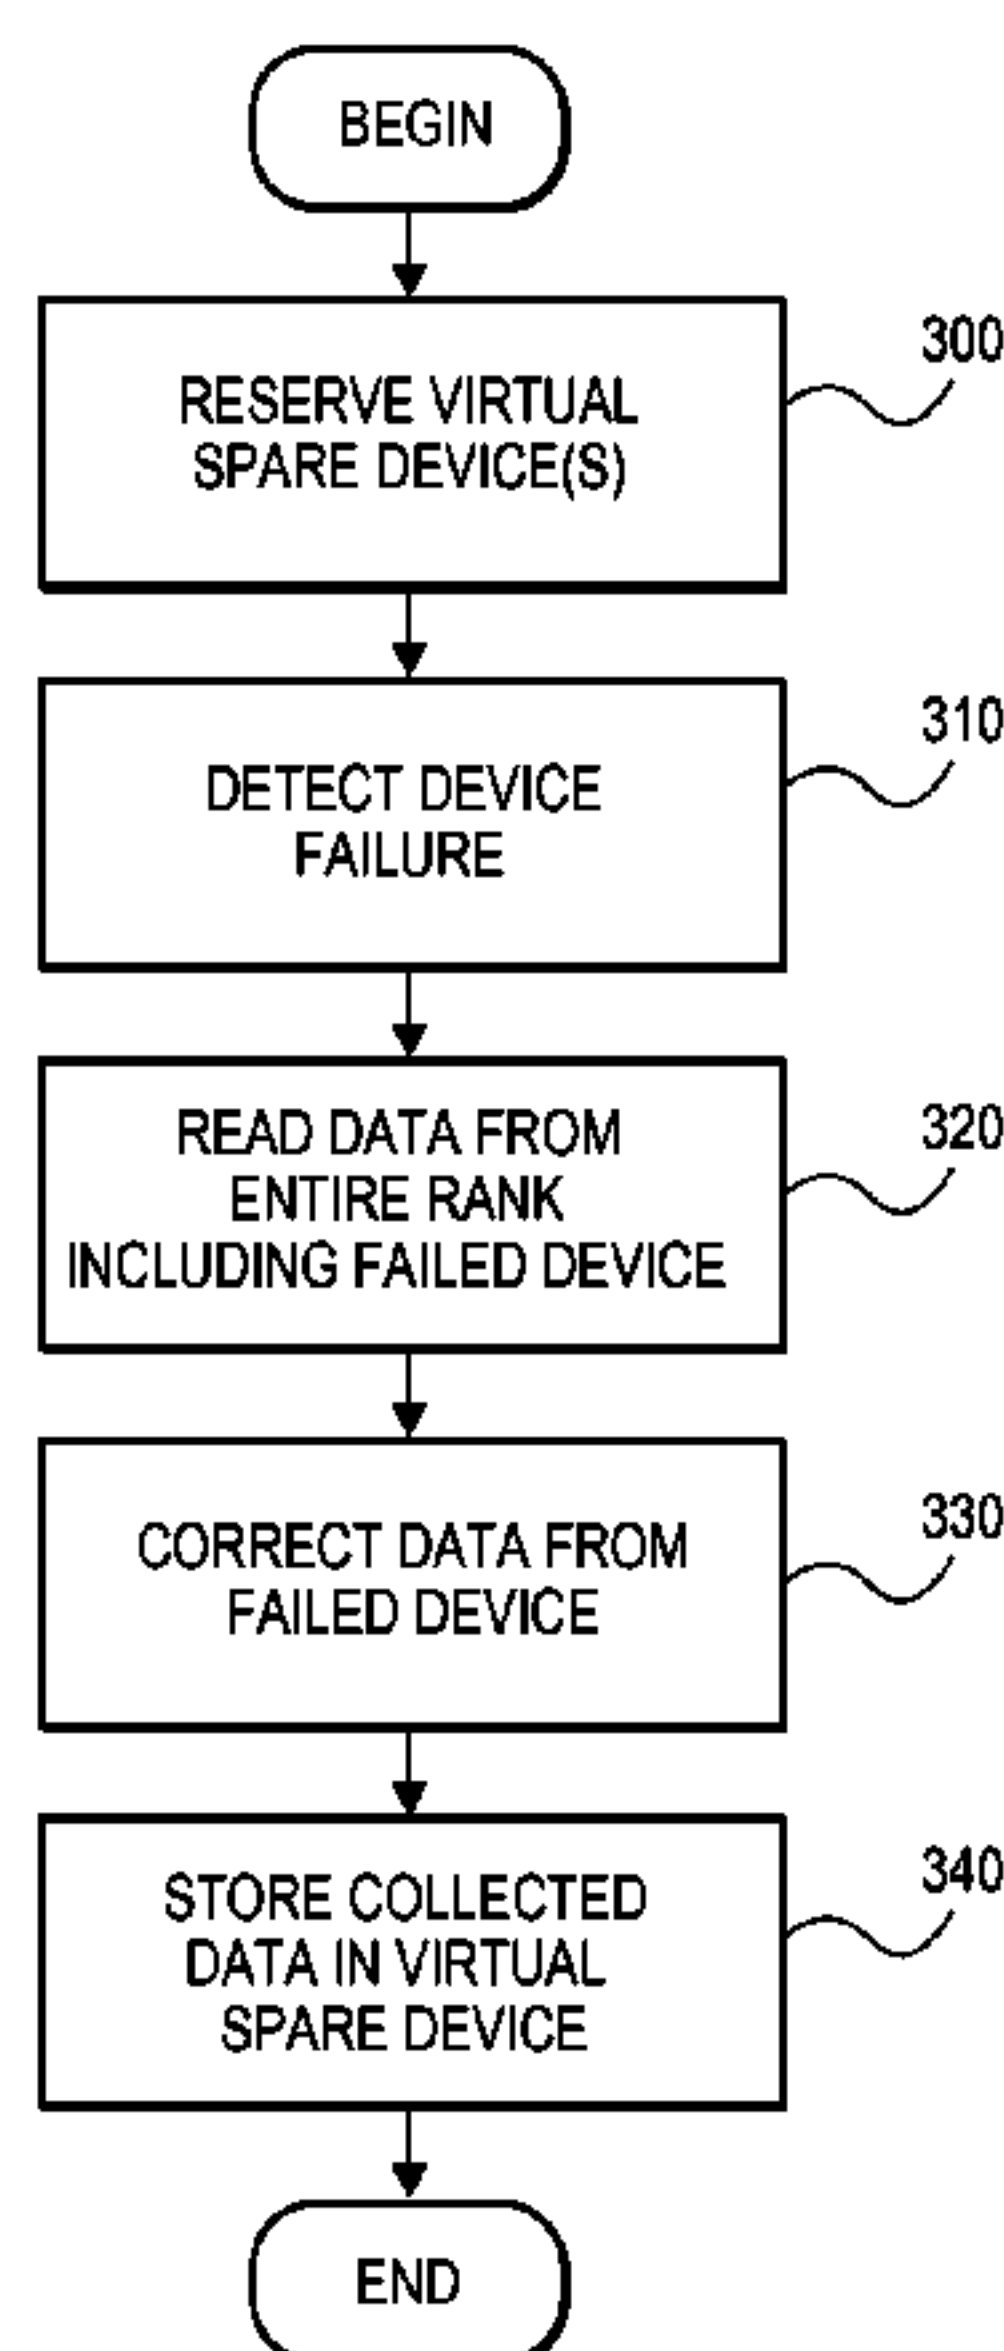 BEGIN
300
RESERVE VIRTUAL
SPARE DEVICE(S)
310
DETECT DEVICE
FAILURE
320
READ DATA FROM
ENTIRE RANK
INCLUDING FAILED DEVICE
330
CORRECT DATA FROM
FAILED DEVICE
340
STORE COLLECTED
DATA IN VIRTUAL
SPARE DEVICE
END